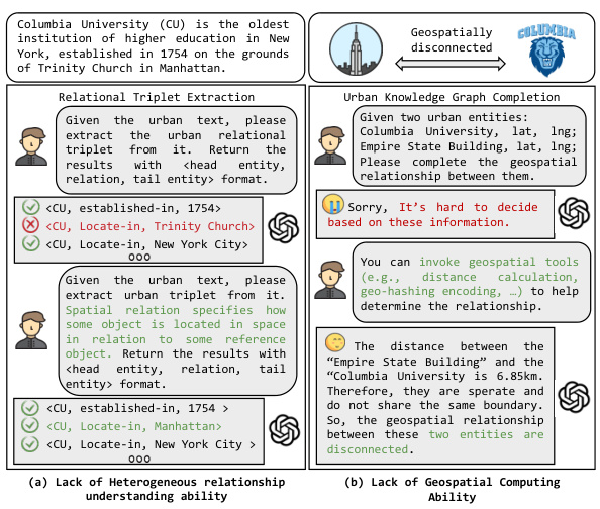 Columbia University (CU) is the oldest
institution of higher education in New
York, established in 1754 on the grounds
of Trinity Church in Manhattan.
Relational Triplet Extraction
Given the urban text, please
extract the urban relational
triplet from it. Return the
results with <head entity,
relation, tail entity> format.
<CU, established-in, 1754>
<CU, Locate-in, Trinity Church>
<CU, Locate-in, New York City>
Given the urban text, please
extract urban triplet from it.
Spatial relation specifies how
some object is located in space
in relation to some reference
object. Return the results with
<head entity, relation, tail
entity> format.
<CU, established-in, 1754 >
<CU, Locate-in, Manhattan>
<CU, Locate-in, New York City >
(a) Lack of Heterogeneous relationship
understanding ability
Geospatially
disconnected
COLUMBIA
Urban Knowledge Graph Completion
Given two urban entities:
Columbia University, lat, lng;
Empire State Building, lat, lng;
Please complete the geospatial
relationship between them.
Sorry, It's hard to decide
based on these information.
You can invoke geospatial tools
(e.g., distance calculation,
geo-hashing encoding, …) to help
determine the relationship.
The distance between the
"Empire State Building" and the
"Columbia University is 6.85km.
Therefore, they are sperate and
do not share the same boundary.
So, the geospatial relationship
between these two entities are
disconnected.
(b) Lack of Geospatial Computing
Ability